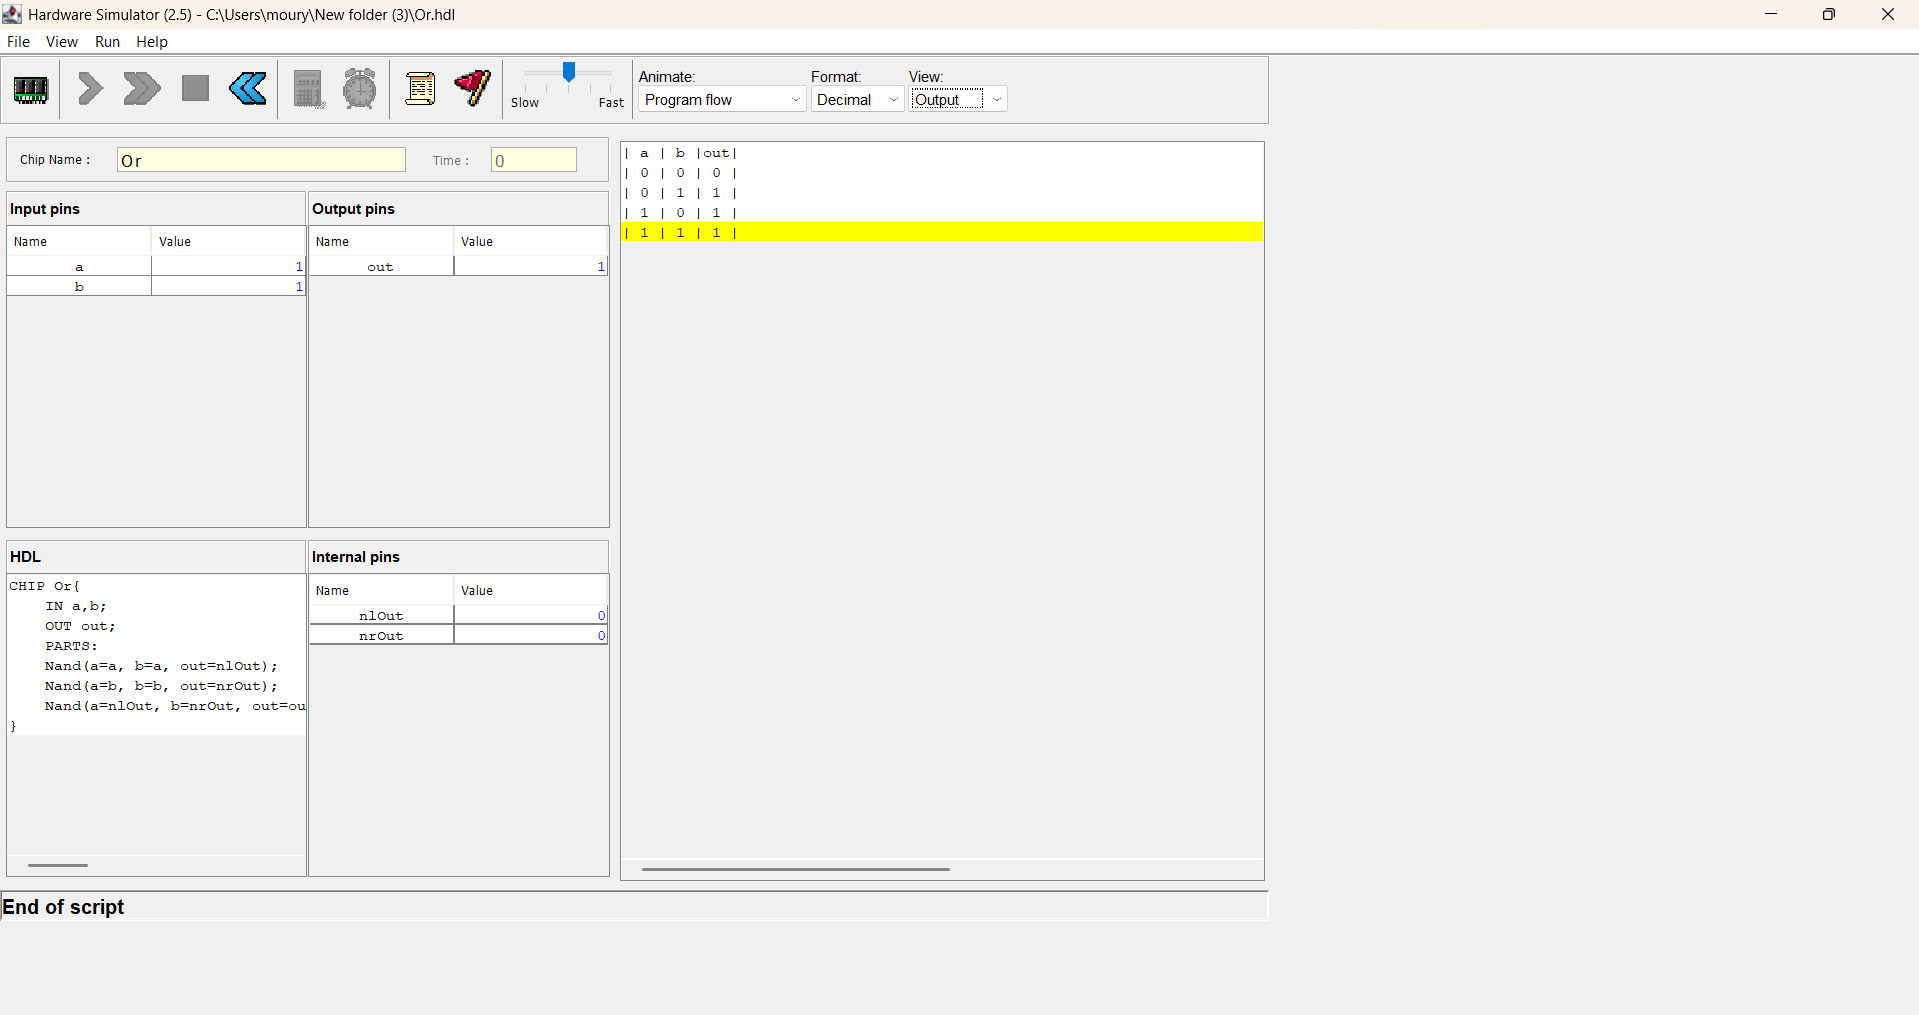 Hardware Simulator (2.5) - C:\Users\moury\New folder (3)\Or.hdl
File View Run Help
Slow Fast
Animate: Format: View:
Program flow Decimal Output
Chip Name : Or Time : 0
Input pins
Name Value
a 1
b 1
Output pins
Name Value
out 1
HDL
CHIP Or{
IN a,b;
OUT out;
PARTS:
Nand(a=a, b=a, out=nlOut);
Nand(a=b, b=b, out=nrOut);
Nand(a=nlOut, b=nrOut, out=ou
}
Internal pins
Name Value
nlOut 0
nrOut 0
| a | b |out|
| 0 | 0 | 0 |
| 0 | 1 | 1 |
| 1 | 0 | 1 |
| 1 | 1 | 1 |
End of script